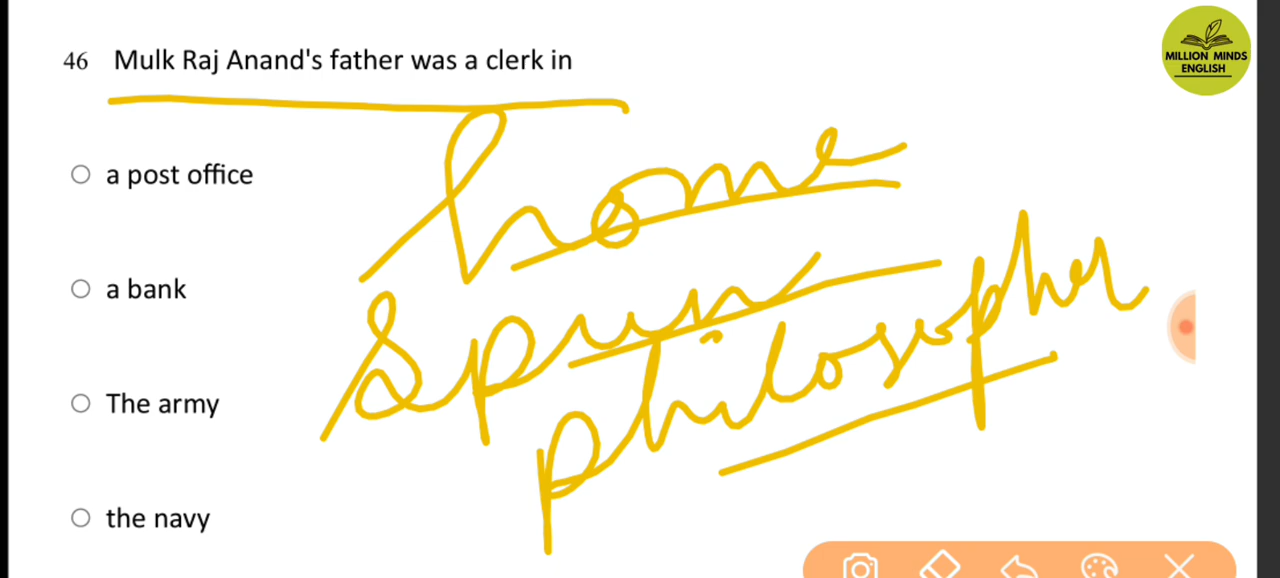 MILLION MINDS
ENGLISH
46 Mulk Raj Anand's father was a clerk in
home
a post office
a bank
philosopher
The army
the navy